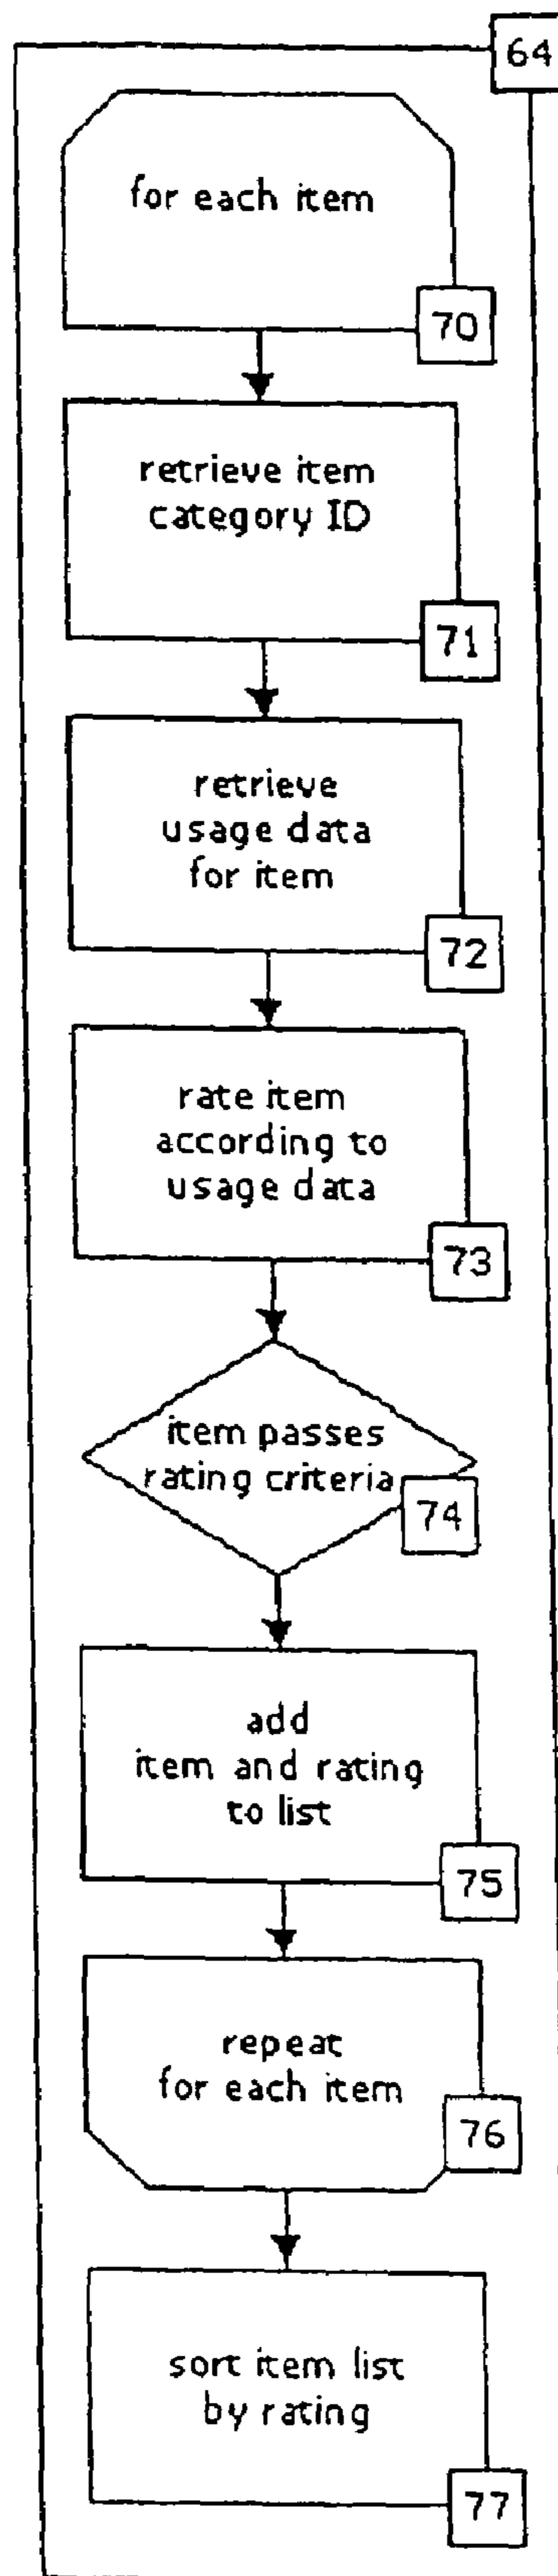 64
for each item
70
retrieve item
category ID
71
retrieve
usage data
for item
72
rate item
according to
usage data
73
item passes
rating criteria
74
add
item and rating
to list
75
repeat
for each item
76
sort item list
by rating
77